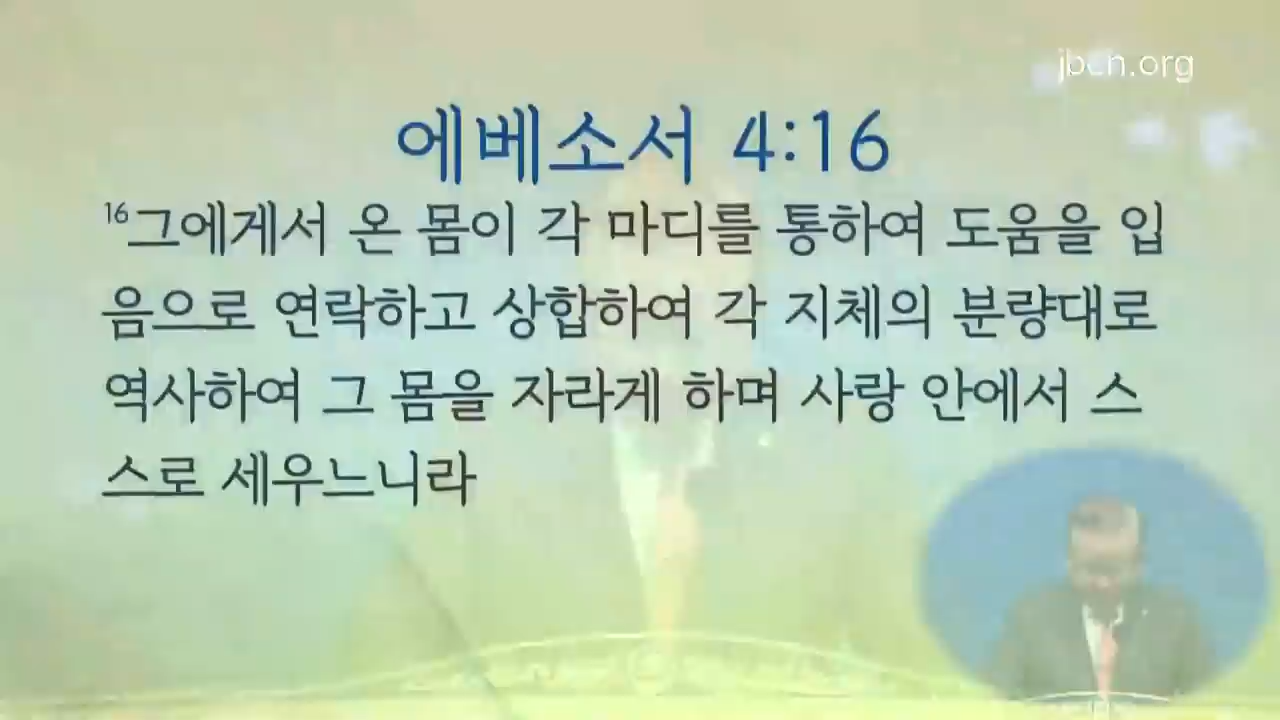 jbch.org
에베소서 4:16
16그에게서 온 몸이 각 마디를 통하여 도움을 입
음으로 연락하고 상합하여 각 지체의 분량대로
역사하여 그 몸을 자라게 하며 사랑 안에서 스
스로 세우느니라